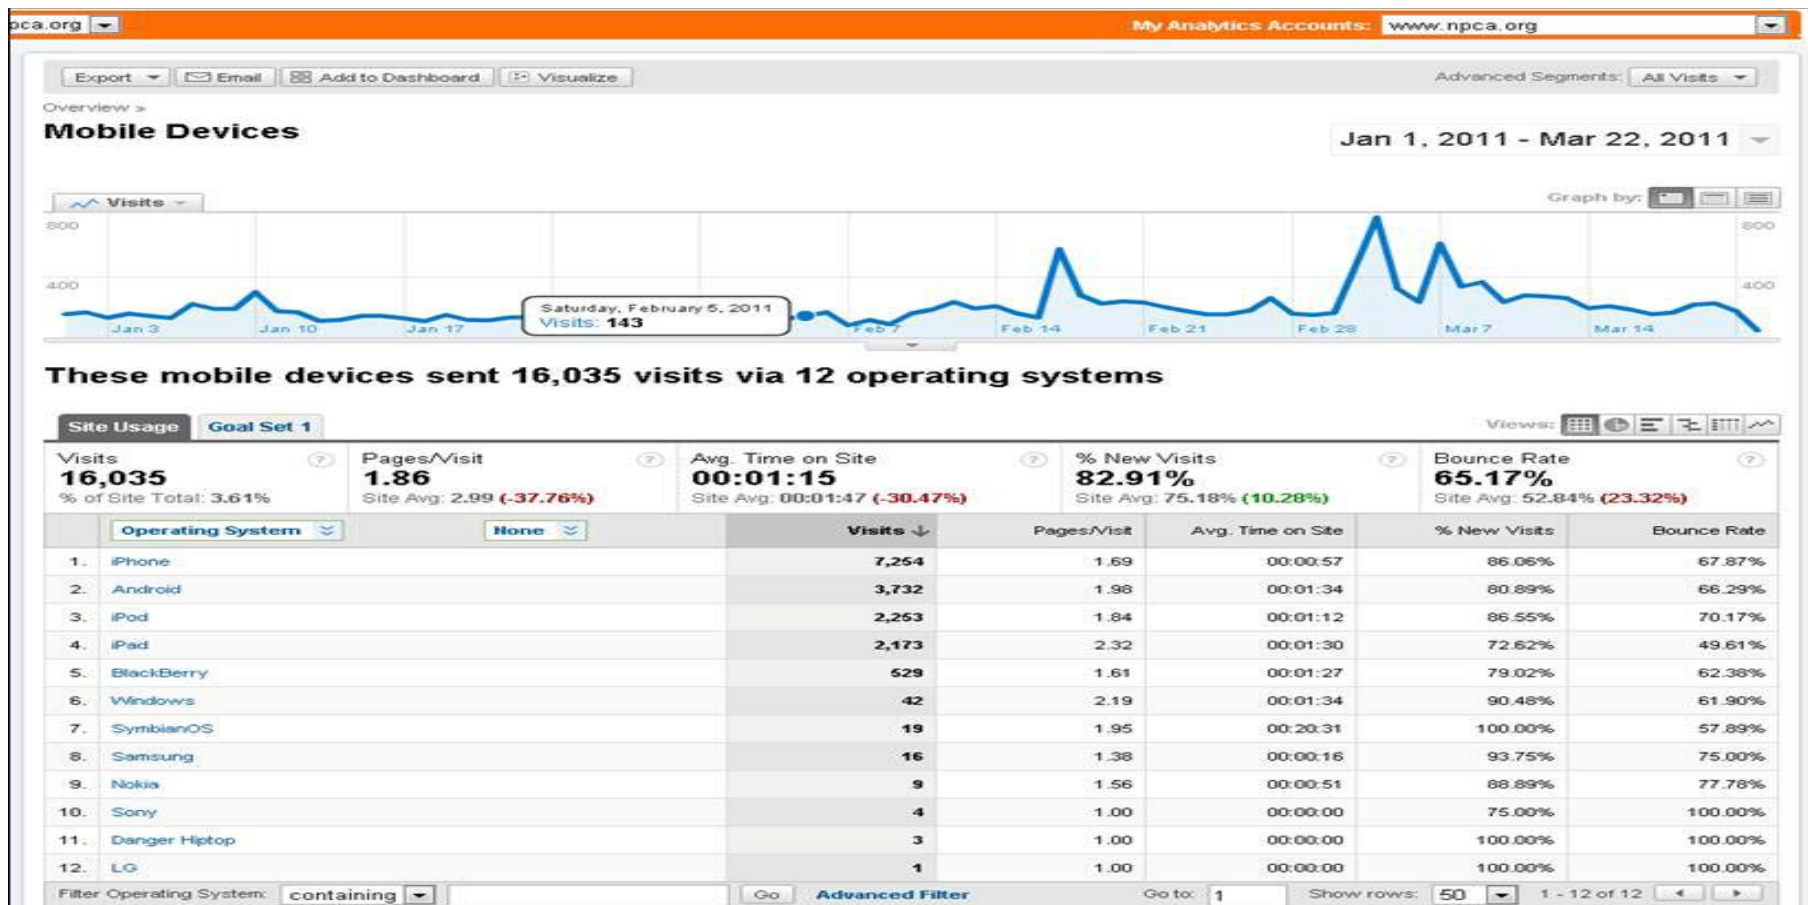 pca.org My Analytics Accounts: www.npca.org
Export Email Add to Dashboard Visualize Advanced Segments: All Visits
Overview »
Mobile Devices
Jan 1, 2011 - Mar 22, 2011
Visits Graph by:
800 800
400 400
Saturday, February 5, 2011
Visits: 143
Jan 3 Jan 10 Jan 17 Feb 7 Feb 14 Feb 21 Feb 28 Mar 7 Mar 14
These mobile devices sent 16,035 visits via 12 operating systems
Site Usage Goal Set 1 Views:
Visits ? Pages/Visit ? Avg. Time on Site ? % New Visits ? Bounce Rate ?
16,035 1.86 00:01:15 82.91% 65.17%
% of Site Total: 3.61% Site Avg: 2.99 (-37.76%) Site Avg: 00:01:47 (-30.47%) Site Avg: 75.18% (10.28%) Site Avg: 52.84% (23.32%)
Operating System None Visits ↓ Pages/Visit Avg. Time on Site % New Visits Bounce Rate
1. iPhone 7,254 1.69 00:00:57 86.06% 67.87%
2. Android 3,732 1.98 00:01:34 80.89% 66.29%
3. iPod 2,253 1.84 00:01:12 86.55% 70.17%
4. iPad 2,173 2.32 00:01:30 72.62% 49.61%
5. BlackBerry 529 1.61 00:01:27 79.02% 62.38%
6. Windows 42 2.19 00:01:34 90.48% 61.90%
7. SymbianOS 19 1.95 00:20:31 100.00% 57.89%
8. Samsung 16 1.38 00:00:16 93.75% 75.00%
9. Nokia 9 1.56 00:00:51 88.89% 77.78%
10. Sony 4 1.00 00:00:00 75.00% 100.00%
11. Danger Hiptop 3 1.00 00:00:00 100.00% 100.00%
12. LG 1 1.00 00:00:00 100.00% 100.00%
Filter Operating System: containing Go Advanced Filter Go to: 1 Show rows: 50 1 - 12 of 12